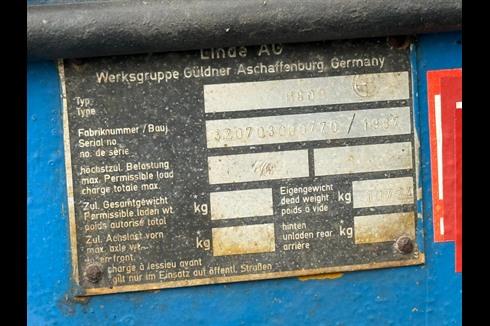 Linde AG
Werksgruppe Güldner Aschaffenburg, Germany
Typ.
Type
Fabriknummer / Bauj.
Serial no
no. de série
/ 1987
höchstzul. Belastung
max. Permissible load
charge totale max.
Zul. Gesamtgewicht
Permissible laden wt.
poids autorisé total
kg
Eigengewicht
dead weight
poids à vide
kg
Zul. Achslast vorn
max. axle wt.
front.
charge à lessieu avant
kg
hinten
unladen rear.
arrière
kg
gilt nur im Einsatz auf öffentl. Straßen